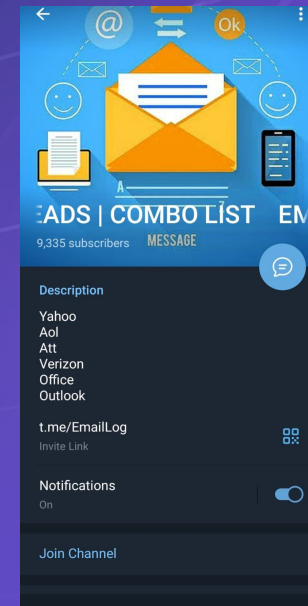 @
Ok
A
EADS | COMBO LIST EM
9,335 subscribers
MESSAGE
Description
Yahoo
Aol
Att
Verizon
Office
Outlook
t.me/EmailLog
Invite Link
Notifications
On
Join Channel